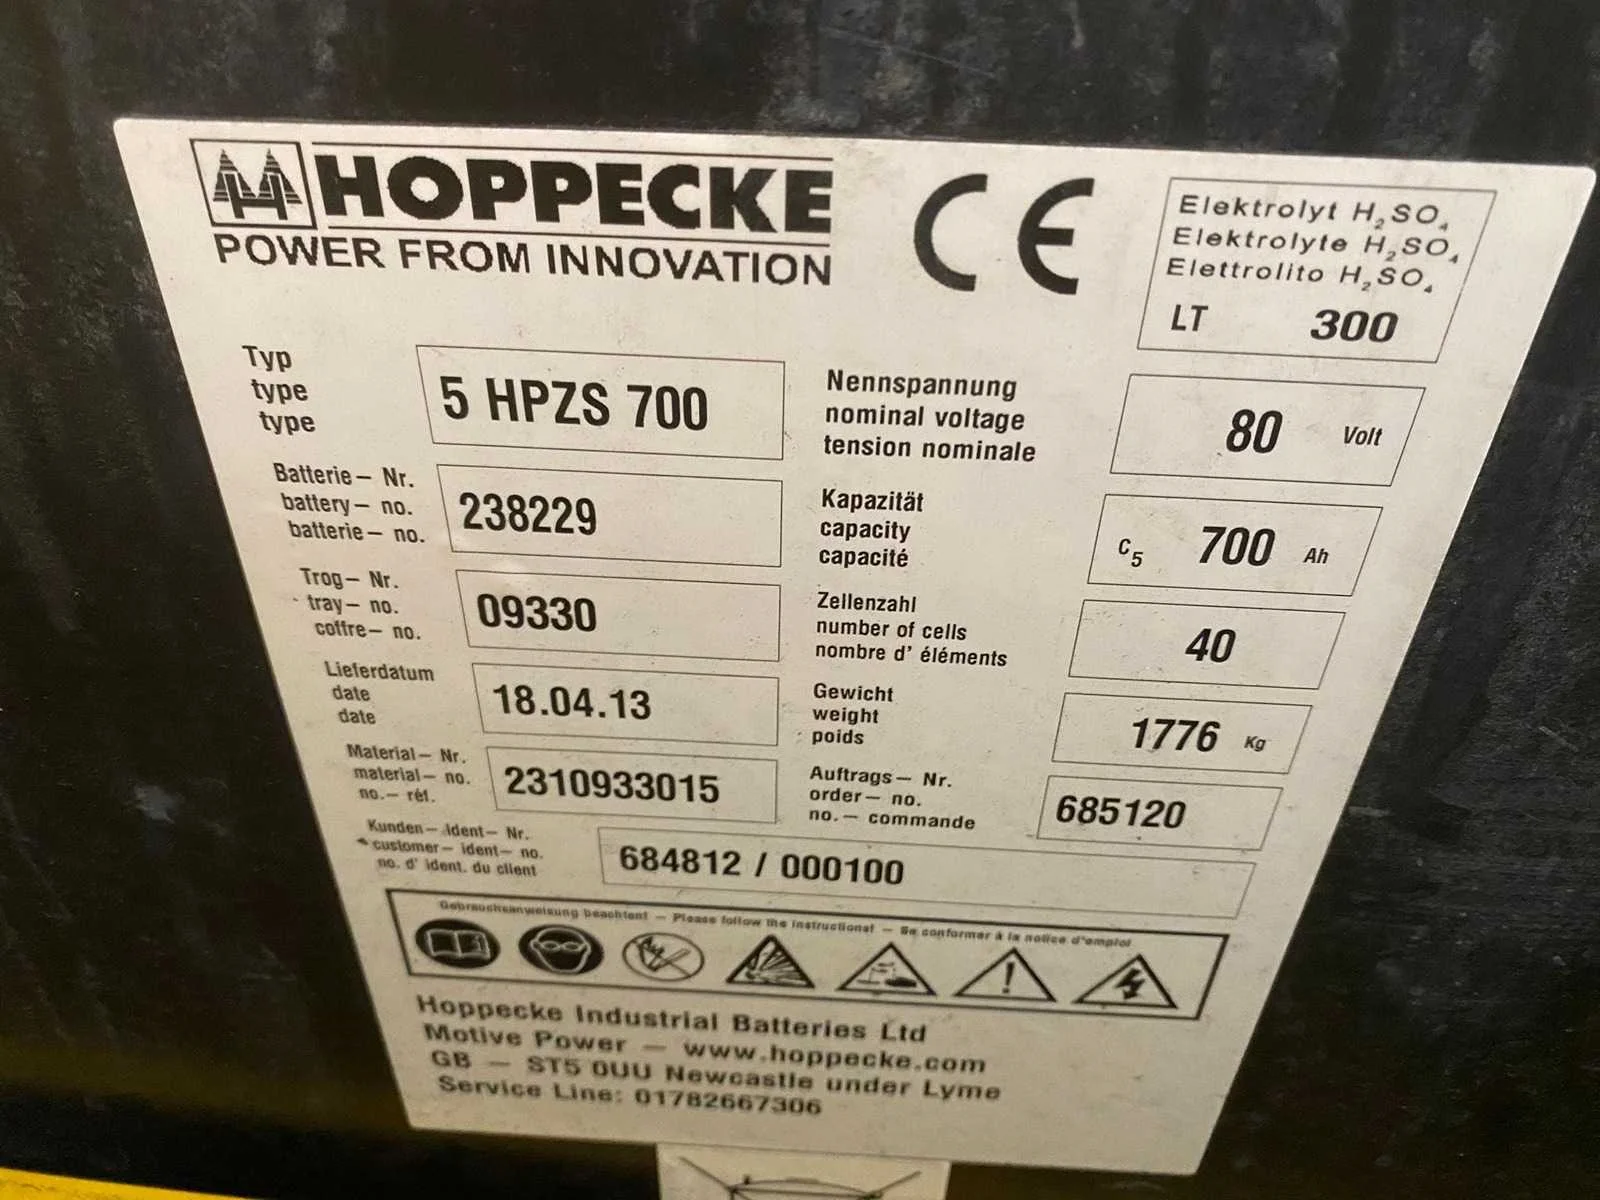 HOPPECKE
POWER FROM INNOVATION
CE
Elektrolyt H₂SO₄
Elektrolyte H₂SO₄
Elettrolito H₂SO₄
LT 300
Typ
type
type
5 HPZS 700
Nennspannung
nominal voltage
tension nominale
80 Volt
Batterie – Nr.
battery – no.
batterie – no.
238229
Kapazität
capacity
capacité
C₅ 700 Ah
Trog – Nr.
tray – no.
coffre – no.
09330
Zellenzahl
number of cells
nombre d' éléments
40
Lieferdatum
date
date
18.04.13
Gewicht
weight
poids
1776 Kg
Material – Nr.
material – no.
no. – réf.
2310933015
Auftrags – Nr.
order – no.
no. – commande
685120
Kunden – Ident – Nr.
customer – ident – no.
no. d' ident. du client
684812 / 000100
Gebrauchsanweisung beachten! – Please follow the instructions! – Se conformer à la notice d'emploi
Hoppecke Industrial Batteries Ltd
Motive Power – www.hoppecke.com
GB – ST5 0UU Newcastle under Lyme
Service Line: 01782667306